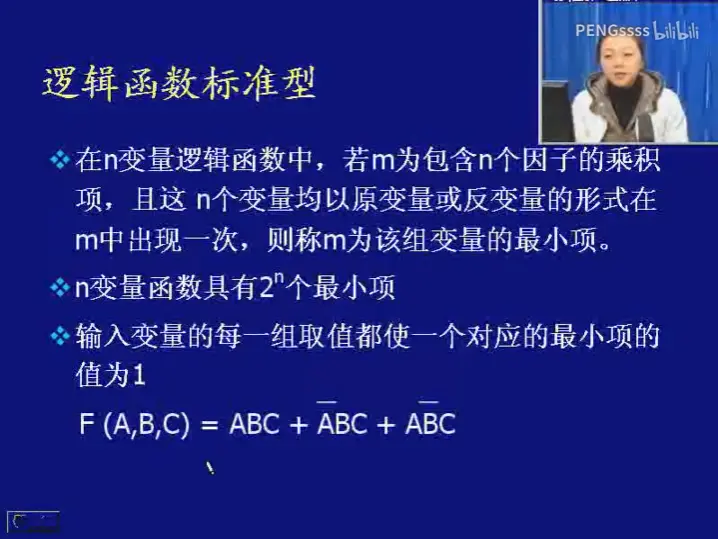 PENGssss bilibili
逻辑函数标准型
❖在n变量逻辑函数中，若m为包含n个因子的乘积
项，且这 n个变量均以原变量或反变量的形式在
m中出现一次，则称m为该组变量的最小项。
❖n变量函数具有2ⁿ个最小项
❖输入变量的每一组取值都使一个对应的最小项的
值为1
F (A,B,C) = ABC + A̅BC + AB̅C